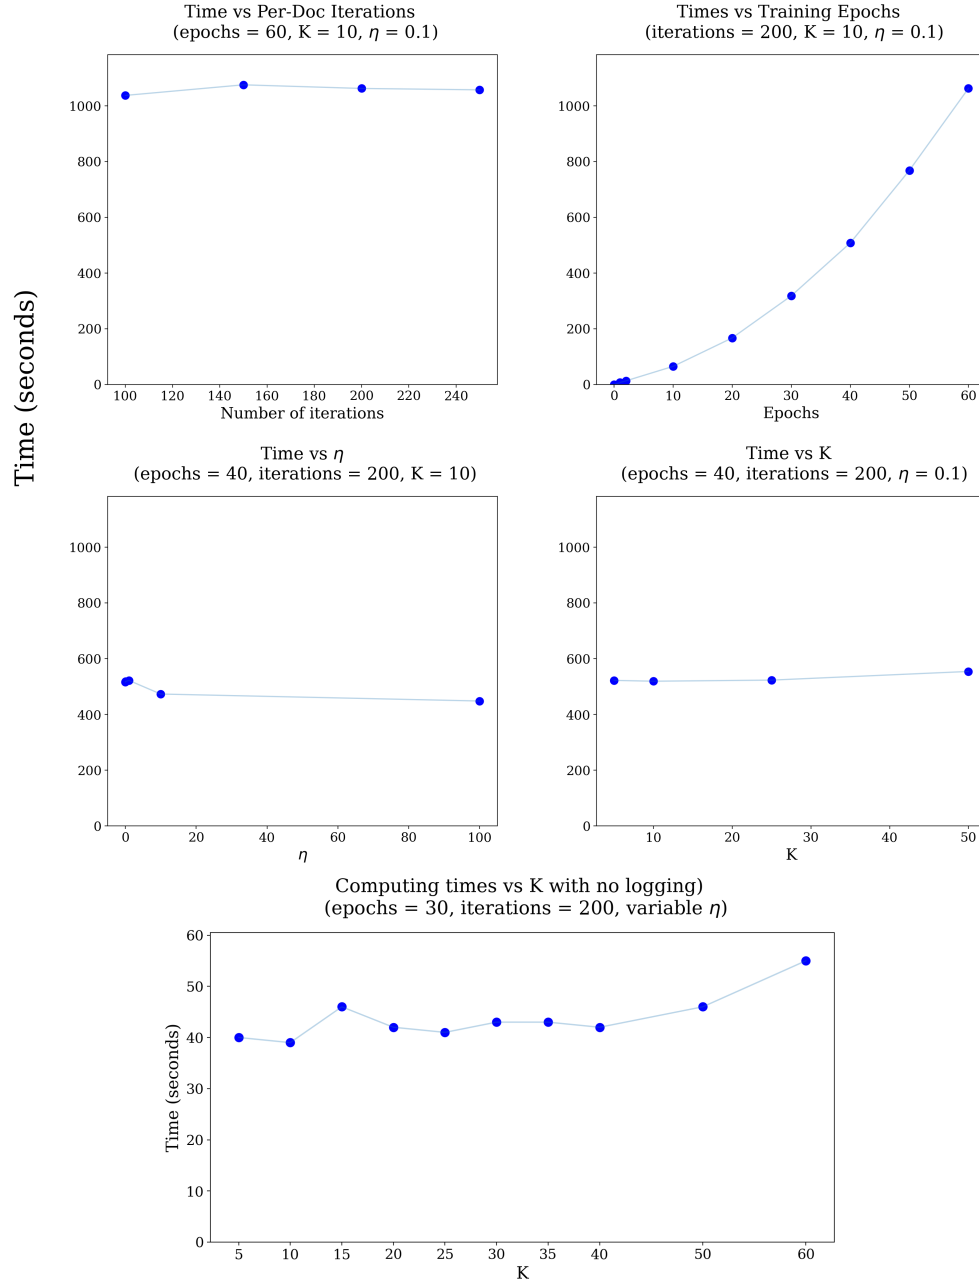 Time vs Per-Doc Iterations
(epochs = 60, K = 10, η = 0.1)
1000
800
600
400
200
0
100 120 140 160 180 200 220 240
Number of iterations
Times vs Training Epochs
(iterations = 200, K = 10, η = 0.1)
1000
800
600
400
200
0
0 10 20 30 40 50 60
Epochs
Time (seconds)
Time vs η
(epochs = 40, iterations = 200, K = 10)
1000
800
600
400
200
0
0 20 40 60 80 100
η
Time vs K
(epochs = 40, iterations = 200, η = 0.1)
1000
800
600
400
200
0
10 20 30 40 50
K
Computing times vs K with no logging)
(epochs = 30, iterations = 200, variable η)
60
50
40
30
20
10
0
Time (seconds)
5 10 15 20 25 30 35 40 50 60
K